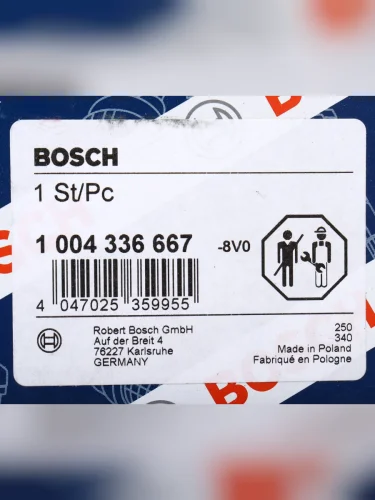 BOSCH
1 St/Pc
1 004 336 667
-8V0
4 047025 359955
Robert Bosch GmbH
Auf der Breit 4
76227 Karlsruhe
GERMANY
250
340
Made in Poland
Fabriqué en Pologne